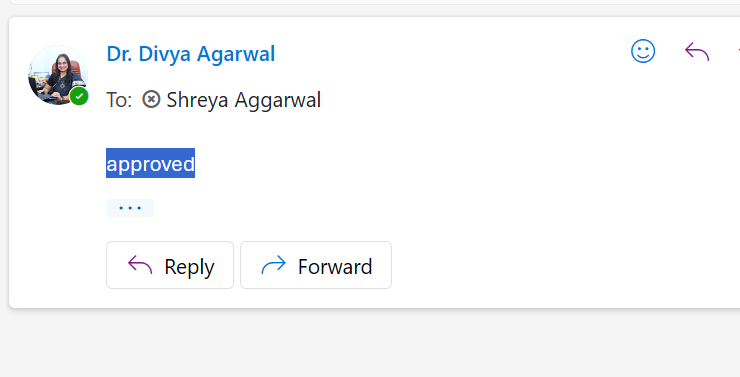 Dr. Divya Agarwal
To: Shreya Aggarwal
approved
...
Reply Forward